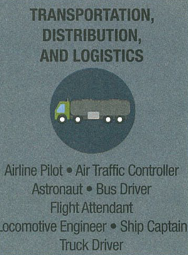 TRANSPORTATION,
DISTRIBUTION,
AND LOGISTICS
Airline Pilot • Air Traffic Controller
Astronaut • Bus Driver
Flight Attendant
Locomotive Engineer • Ship Captain
Truck Driver